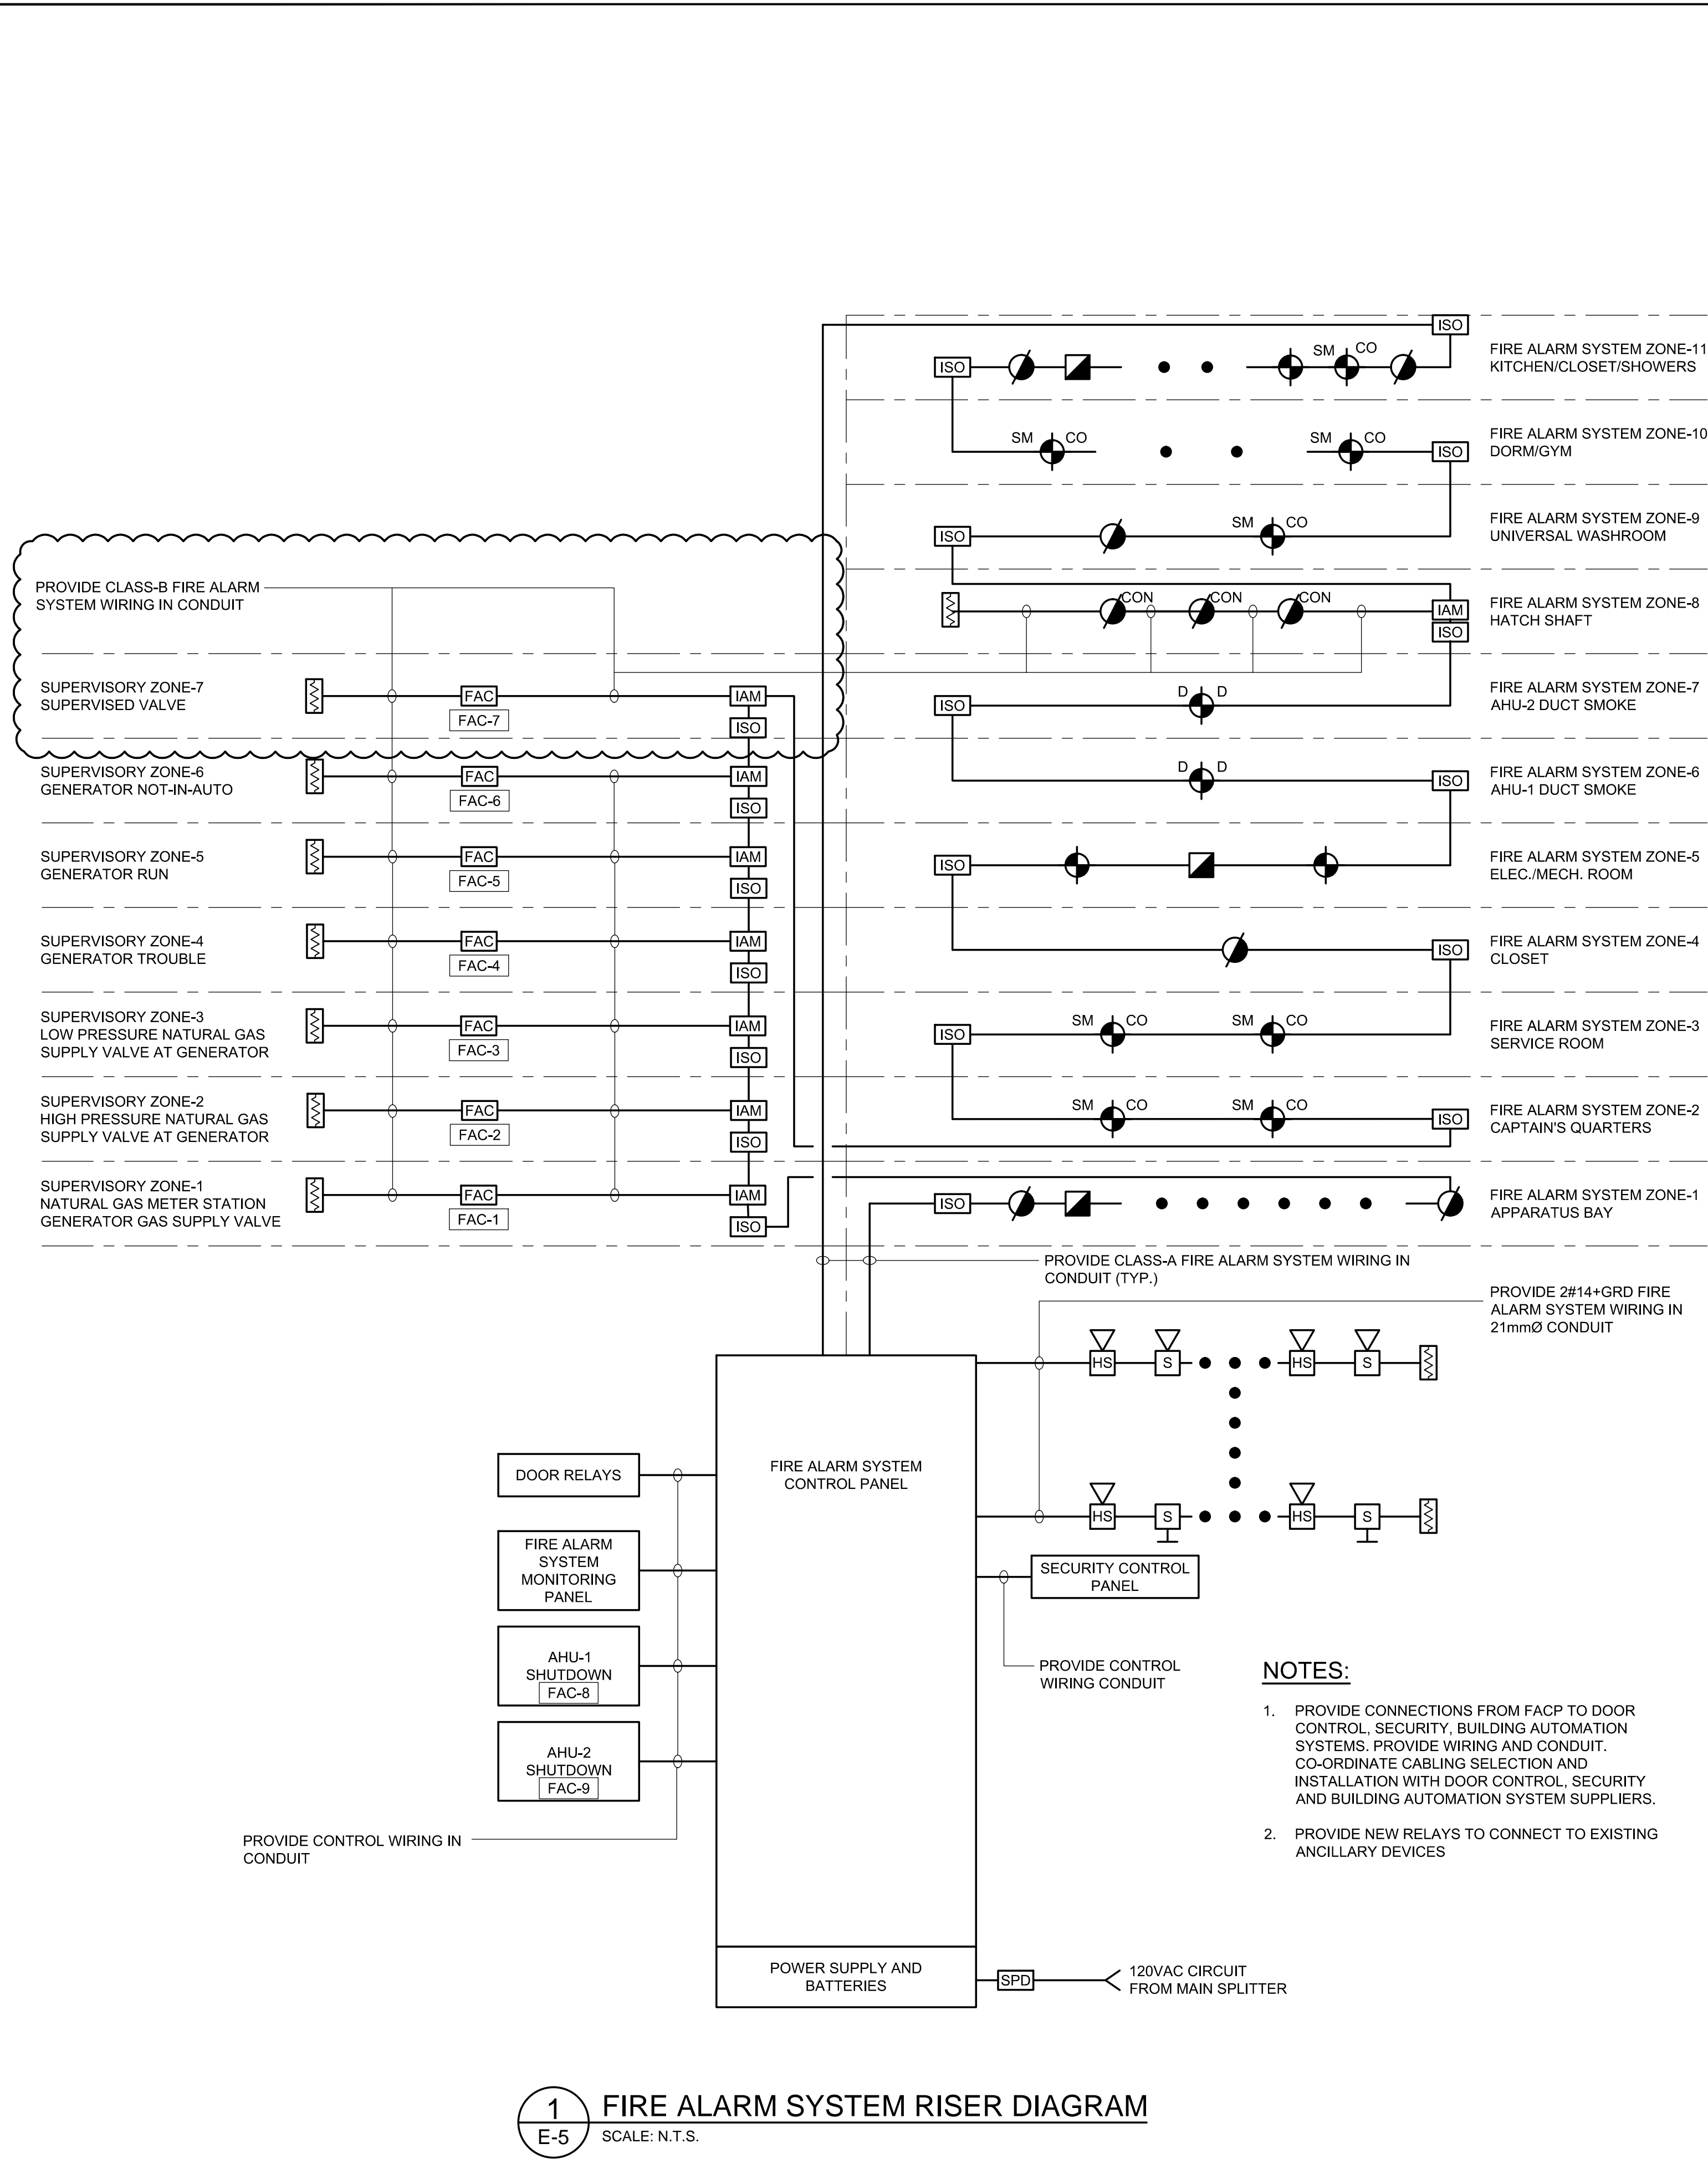 ISO
FIRE ALARM SYSTEM ZONE-11
KITCHEN/CLOSET/SHOWERS
ISO
SM
CO
FIRE ALARM SYSTEM ZONE-10
DORM/GYM
SM
CO
SM
CO
ISO
FIRE ALARM SYSTEM ZONE-9
UNIVERSAL WASHROOM
ISO
SM
CO
PROVIDE CLASS-B FIRE ALARM
SYSTEM WIRING IN CONDUIT
CON
CON
CON
IAM
ISO
FIRE ALARM SYSTEM ZONE-8
HATCH SHAFT
SUPERVISORY ZONE-7
SUPERVISED VALVE
FAC
FAC-7
IAM
ISO
ISO
D
D
FIRE ALARM SYSTEM ZONE-7
AHU-2 DUCT SMOKE
SUPERVISORY ZONE-6
GENERATOR NOT-IN-AUTO
FAC
FAC-6
IAM
ISO
D
D
ISO
FIRE ALARM SYSTEM ZONE-6
AHU-1 DUCT SMOKE
SUPERVISORY ZONE-5
GENERATOR RUN
FAC
FAC-5
IAM
ISO
ISO
FIRE ALARM SYSTEM ZONE-5
ELEC./MECH. ROOM
SUPERVISORY ZONE-4
GENERATOR TROUBLE
FAC
FAC-4
IAM
ISO
ISO
FIRE ALARM SYSTEM ZONE-4
CLOSET
SUPERVISORY ZONE-3
LOW PRESSURE NATURAL GAS
SUPPLY VALVE AT GENERATOR
FAC
FAC-3
IAM
ISO
ISO
SM
CO
SM
CO
FIRE ALARM SYSTEM ZONE-3
SERVICE ROOM
SUPERVISORY ZONE-2
HIGH PRESSURE NATURAL GAS
SUPPLY VALVE AT GENERATOR
FAC
FAC-2
IAM
ISO
SM
CO
SM
CO
ISO
FIRE ALARM SYSTEM ZONE-2
CAPTAIN'S QUARTERS
SUPERVISORY ZONE-1
NATURAL GAS METER STATION
GENERATOR GAS SUPPLY VALVE
FAC
FAC-1
IAM
ISO
ISO
FIRE ALARM SYSTEM ZONE-1
APPARATUS BAY
PROVIDE CLASS-A FIRE ALARM SYSTEM WIRING IN
CONDUIT (TYP.)
PROVIDE 2#14+GRD FIRE
ALARM SYSTEM WIRING IN
21mmØ CONDUIT
HS
S
HS
S
HS
S
HS
S
DOOR RELAYS
FIRE ALARM SYSTEM
CONTROL PANEL
FIRE ALARM
SYSTEM
MONITORING
PANEL
SECURITY CONTROL
PANEL
AHU-1
SHUTDOWN
FAC-8
PROVIDE CONTROL
WIRING CONDUIT
AHU-2
SHUTDOWN
FAC-9
PROVIDE CONTROL WIRING IN
CONDUIT
NOTES:
1. PROVIDE CONNECTIONS FROM FACP TO DOOR
CONTROL, SECURITY, BUILDING AUTOMATION
SYSTEMS. PROVIDE WIRING AND CONDUIT.
CO-ORDINATE CABLING SELECTION AND
INSTALLATION WITH DOOR CONTROL, SECURITY
AND BUILDING AUTOMATION SYSTEM SUPPLIERS.
2. PROVIDE NEW RELAYS TO CONNECT TO EXISTING
ANCILLARY DEVICES
POWER SUPPLY AND
BATTERIES
SPD
120VAC CIRCUIT
FROM MAIN SPLITTER
1
E-5
FIRE ALARM SYSTEM RISER DIAGRAM
SCALE: N.T.S.